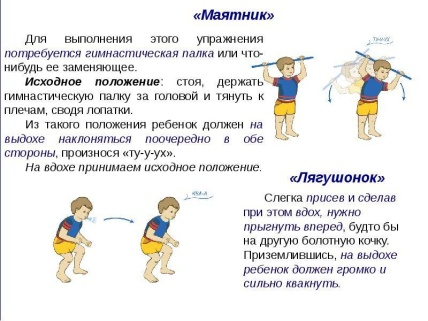 «Маятник»
Для выполнения этого упражнения
потребуется гимнастическая палка или что-
нибудь ее заменяющее.
Исходное положение: стоя, держать
гимнастическую палку за головой и тянуть к
плечам, сводя лопатки.
Из такого положения ребенок должен на
выдохе наклоняться поочередно в обе
стороны, произнося «ту-у-ух».
На вдохе принимаем исходное положение.
«Лягушонок»
Слегка присев и сделав
при этом вдох, нужно
прыгнуть вперед, будто бы
на другую болотную кочку.
Приземлившись, на выдохе
ребенок должен громко и
сильно квакнуть.
КВА-А